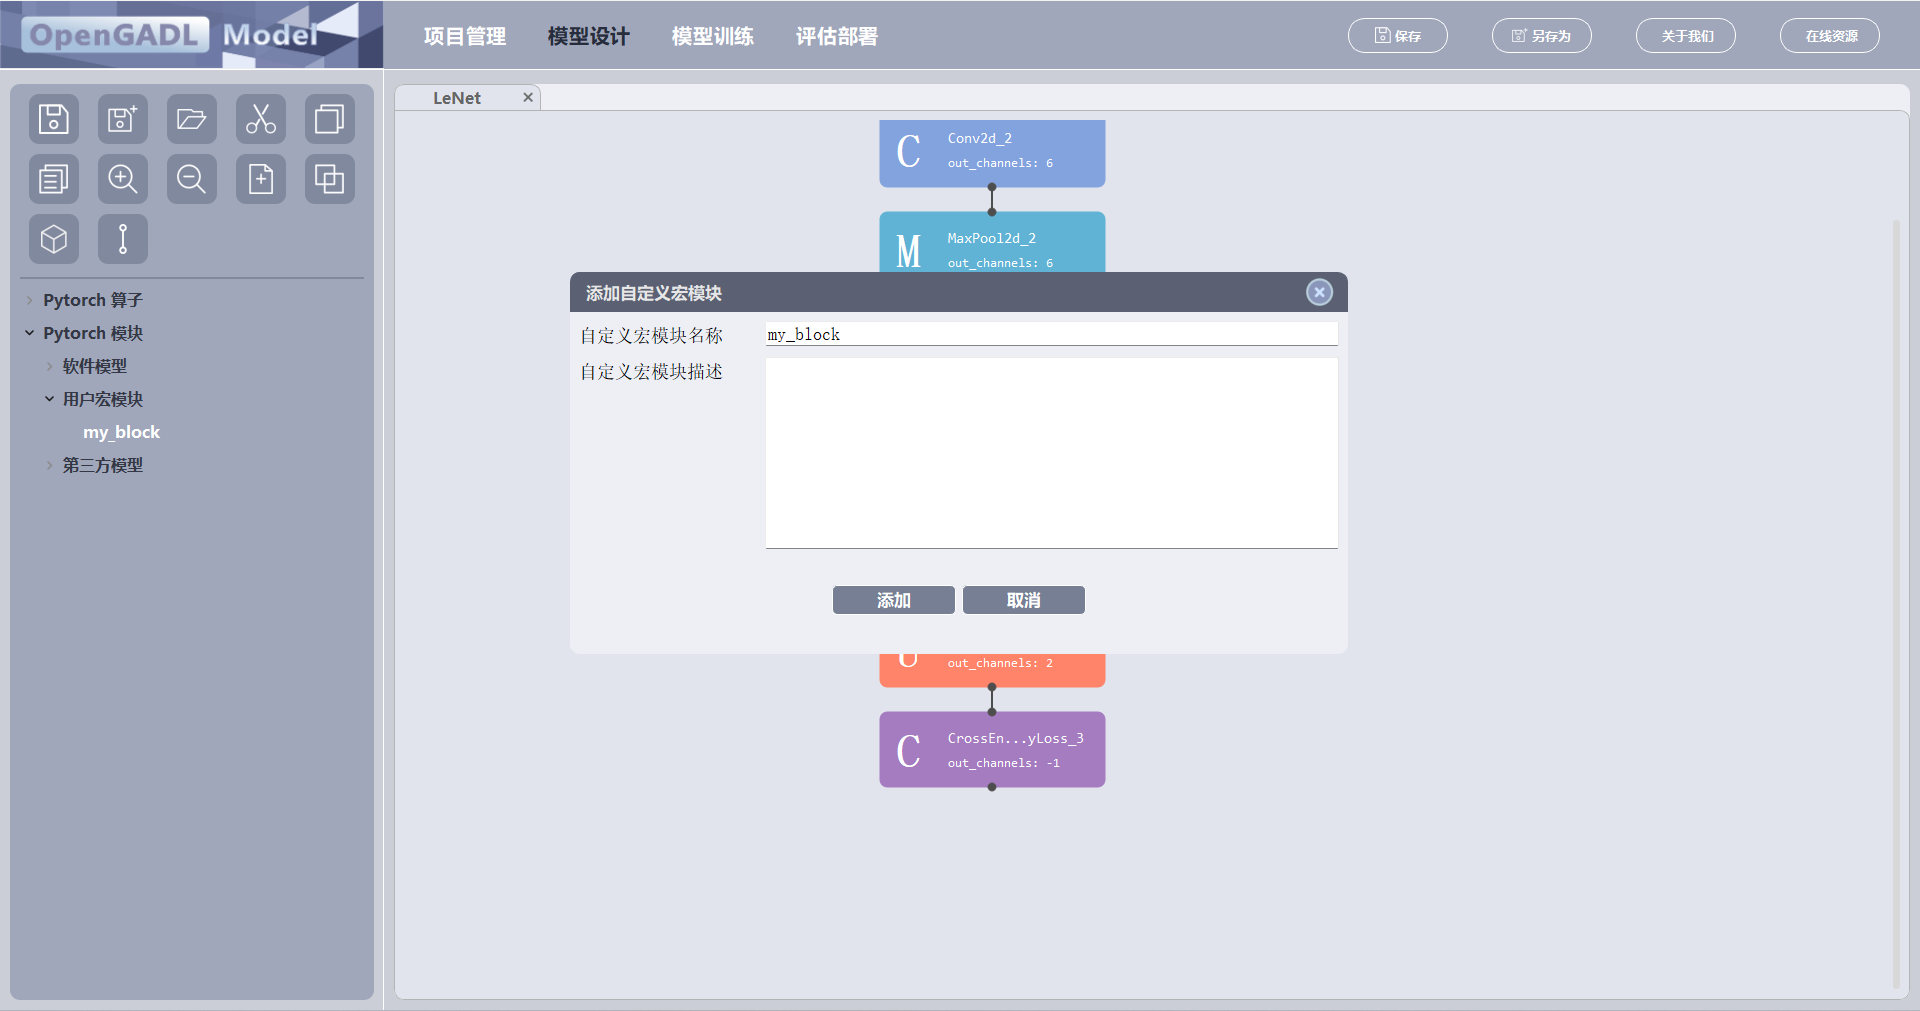 OpenGADL Model
项目管理 模型设计 模型训练 评估部署
保存 另存为 关于我们 在线资源
LeNet ×
Pytorch 算子
Pytorch 模块
软件模型
用户宏模块
my_block
第三方模型
C Conv2d_2
out_channels: 6
M MaxPool2d_2
out_channels: 6
添加自定义宏模块
自定义宏模块名称 my_block
自定义宏模块描述
添加 取消
out_channels: 2
C CrossEn...yLoss_3
out_channels: -1